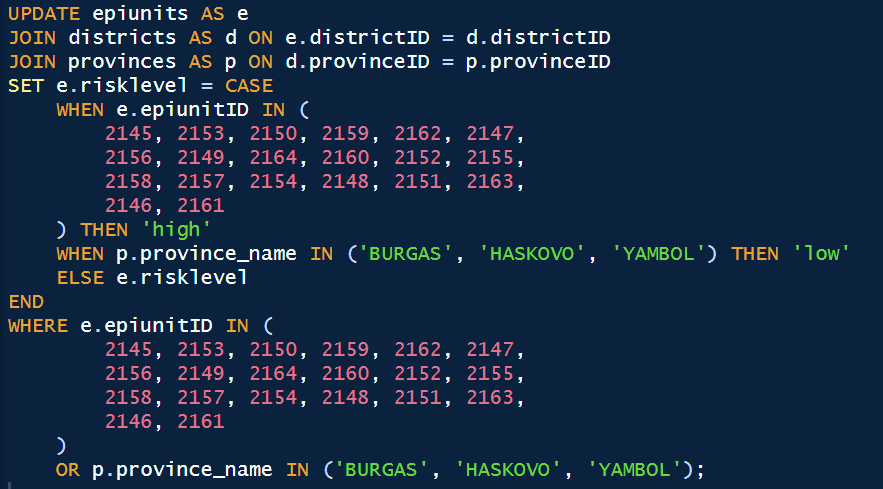 UPDATE epiunits AS e
JOIN districts AS d ON e.districtID = d.districtID
JOIN provinces AS p ON d.provinceID = p.provinceID
SET e.risklevel = CASE
    WHEN e.epiunitID IN (
        2145, 2153, 2150, 2159, 2162, 2147,
        2156, 2149, 2164, 2160, 2152, 2155,
        2158, 2157, 2154, 2148, 2151, 2163,
        2146, 2161
    ) THEN 'high'
    WHEN p.province_name IN ('BURGAS', 'HASKOVO', 'YAMBOL') THEN 'low'
    ELSE e.risklevel
END
WHERE e.epiunitID IN (
        2145, 2153, 2150, 2159, 2162, 2147,
        2156, 2149, 2164, 2160, 2152, 2155,
        2158, 2157, 2154, 2148, 2151, 2163,
        2146, 2161
    )
    OR p.province_name IN ('BURGAS', 'HASKOVO', 'YAMBOL');